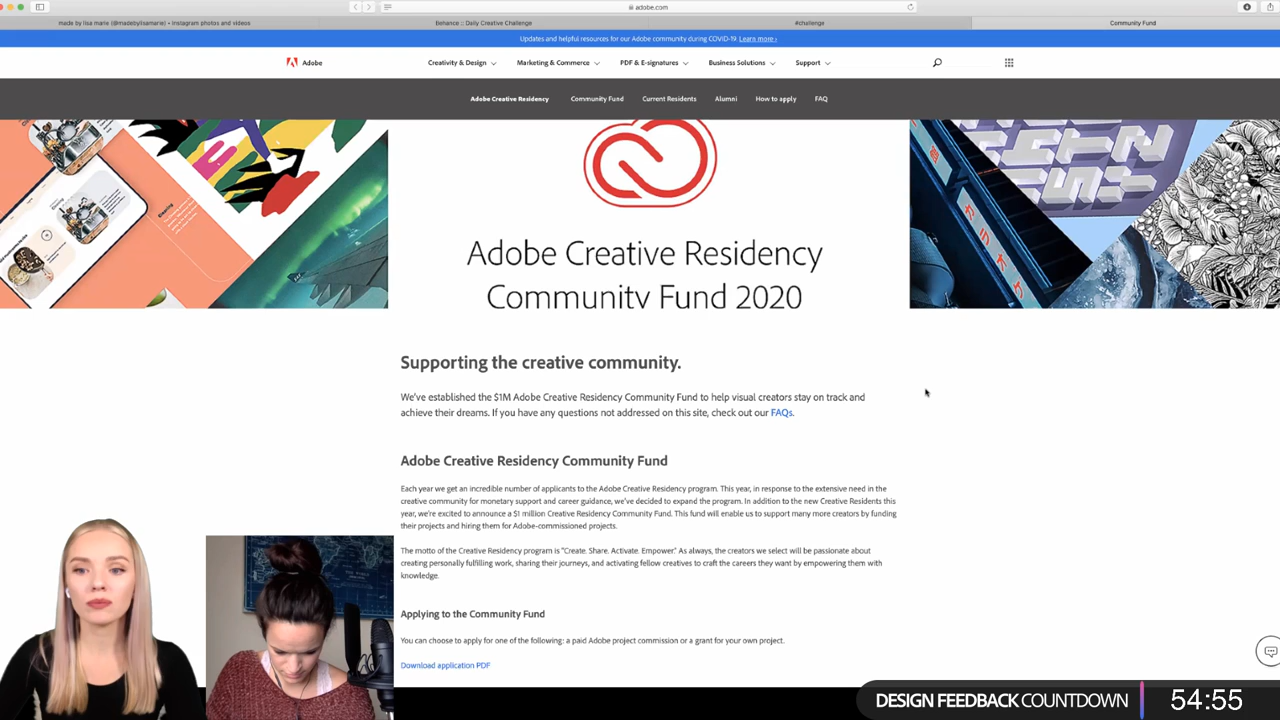 adobe.com
made by lisa marie (@madebylisamarie) • Instagram photos and videos
Behance :: Daily Creative Challenge
#challenge
Community Fund
Updates and helpful resources for our Adobe community during COVID-19. Learn more ›
Adobe
Creativity & Design
Marketing & Commerce
PDF & E-signatures
Business Solutions
Support
Adobe Creative Residency
Community Fund
Current Residents
Alumni
How to apply
FAQ
Adobe Creative Residency
Community Fund 2020
Supporting the creative community.
We've established the $1M Adobe Creative Residency Community Fund to help visual creators stay on track and
achieve their dreams. If you have any questions not addressed on this site, check out our FAQs.
Adobe Creative Residency Community Fund
Each year we get an incredible number of applicants to the Adobe Creative Residency program. This year, in response to the extensive need in the
creative community for monetary support and career guidance, we've decided to expand the program. In addition to the new Creative Residents this
year, we're excited to announce a $1 million Creative Residency Community Fund. This fund will enable us to support many more creators by funding
their projects and hiring them for Adobe-commissioned projects.
The motto of the Creative Residency program is "Create. Share. Activate. Empower." As always, the creators we select will be passionate about
creating personally fulfilling work, sharing their journeys, and activating fellow creatives to craft the careers they want by empowering them with
knowledge.
Applying to the Community Fund
You can choose to apply for one of the following: a paid Adobe project commission or a grant for your own project.
Download application PDF
DESIGN FEEDBACK COUNTDOWN
54:55